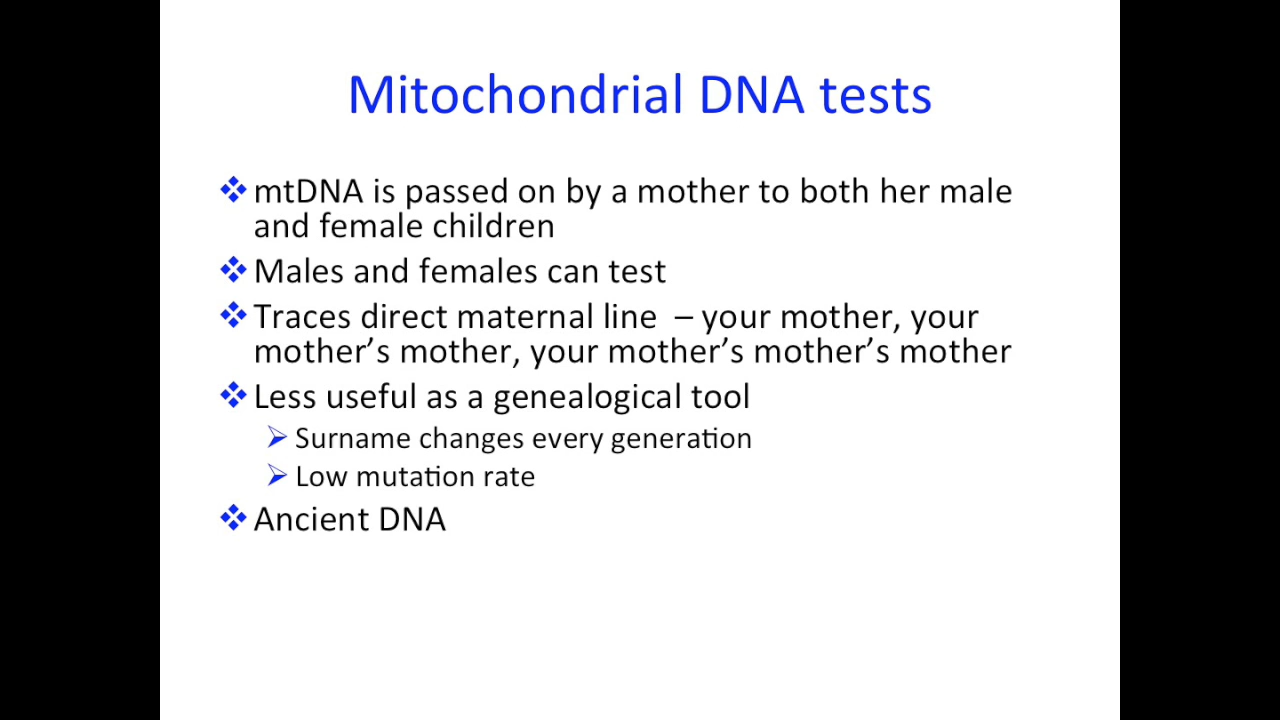 Mitochondrial DNA tests
❖ mtDNA is passed on by a mother to both her male
and female children
❖ Males and females can test
❖ Traces direct maternal line – your mother, your
mother’s mother, your mother’s mother’s mother
❖ Less useful as a genealogical tool
➢ Surname changes every generation
➢ Low mutation rate
❖ Ancient DNA